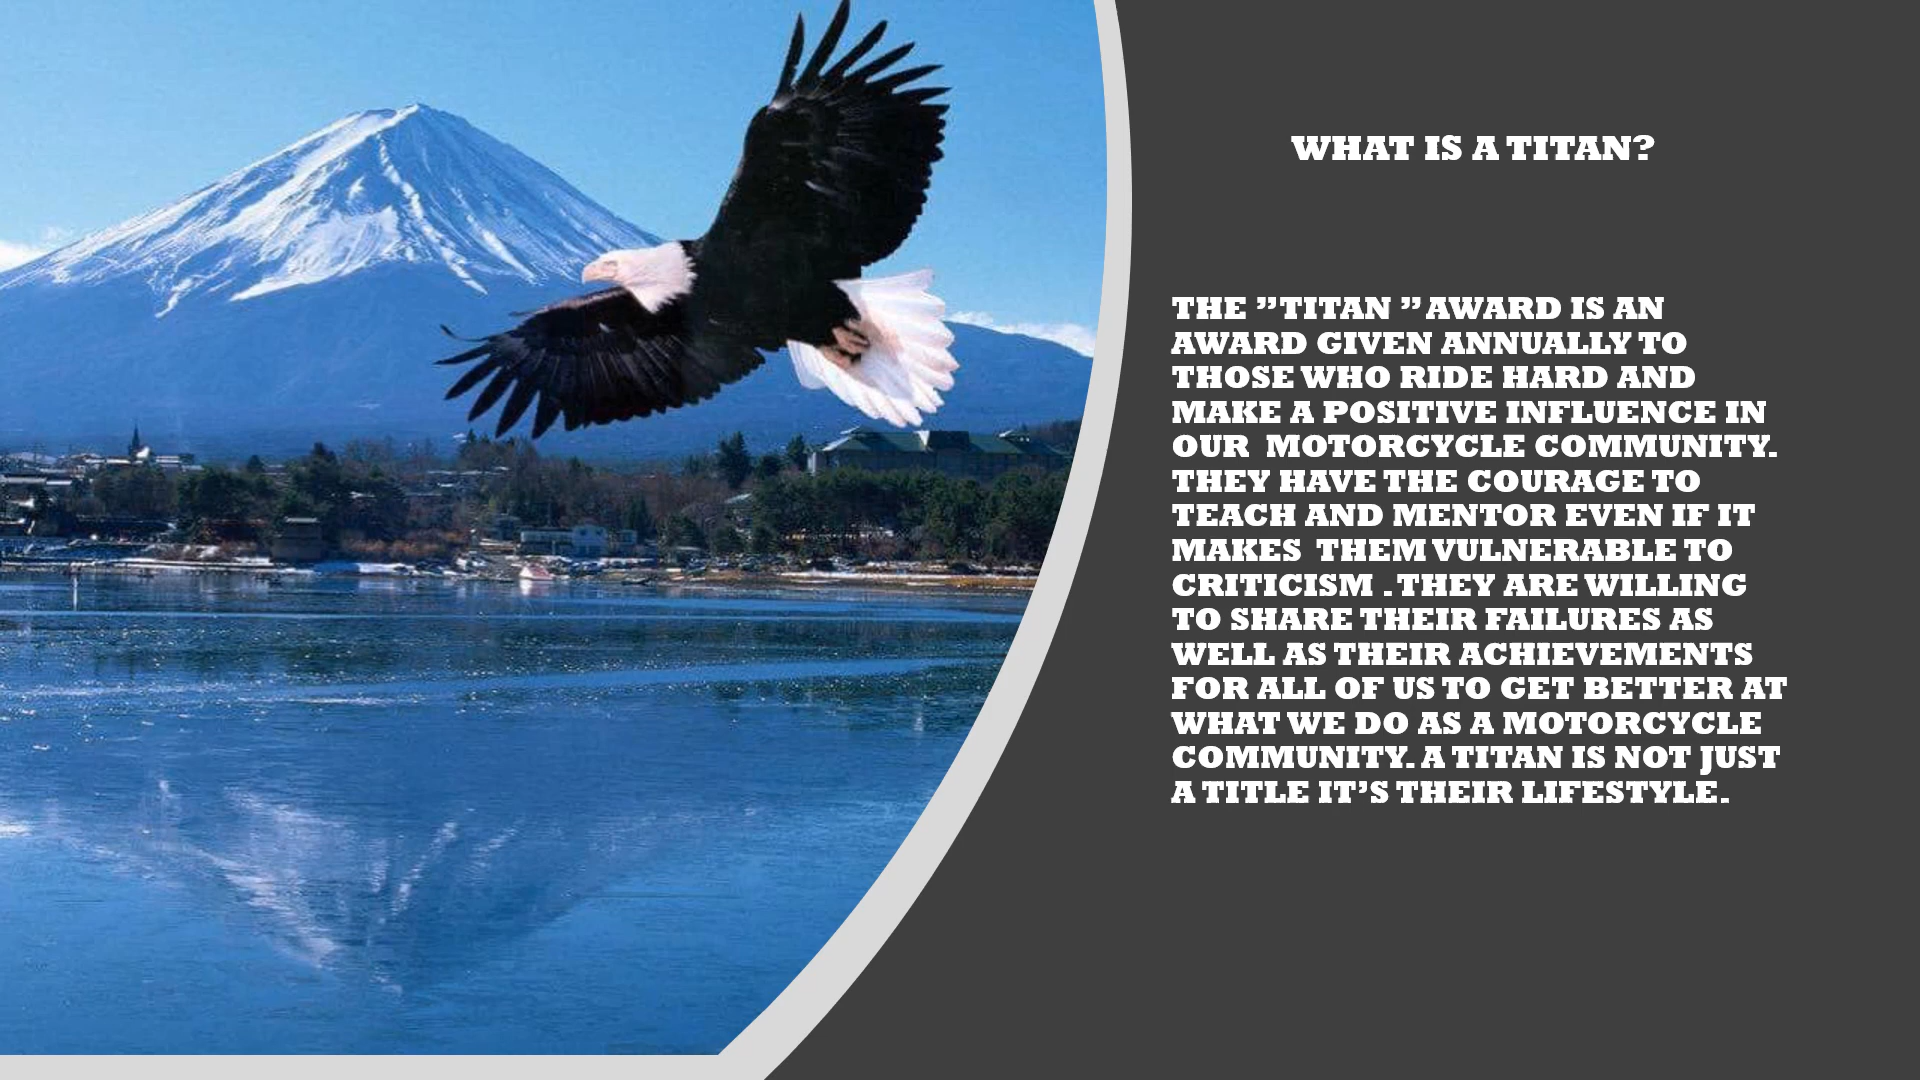 WHAT IS A TITAN?
THE ”TITAN ” AWARD IS AN
AWARD GIVEN ANNUALLY TO
THOSE WHO RIDE HARD AND
MAKE A POSITIVE INFLUENCE IN
OUR  MOTORCYCLE COMMUNITY.
THEY HAVE THE COURAGE TO
TEACH AND MENTOR EVEN IF IT
MAKES  THEM VULNERABLE TO
CRITICISM . THEY ARE WILLING
TO SHARE THEIR FAILURES AS
WELL AS THEIR ACHIEVEMENTS
FOR ALL OF US TO GET BETTER AT
WHAT WE DO AS A MOTORCYCLE
COMMUNITY. A TITAN IS NOT JUST
A TITLE IT’S THEIR LIFESTYLE.